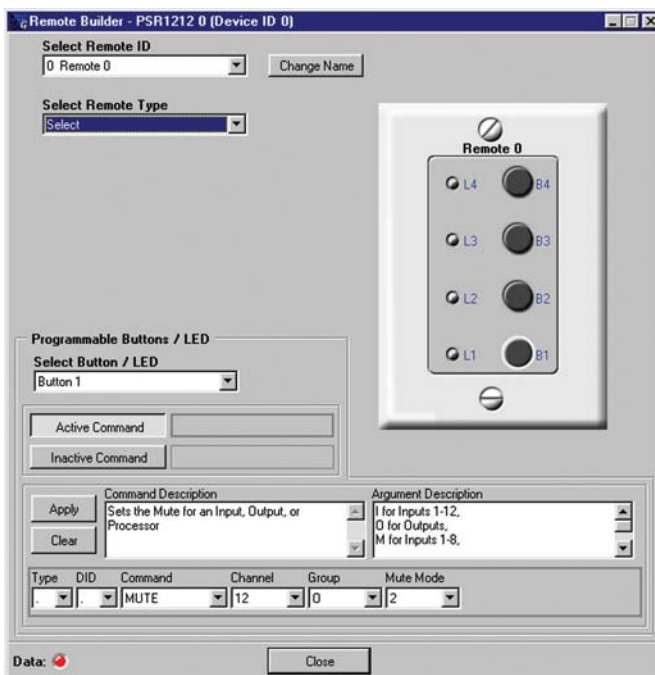 Remote Builder - PSR1212 0 (Device ID 0)
Select Remote ID
0 Remote 0
Change Name
Select Remote Type
Select
Remote 0
L4 B4
L3 B3
L2 B2
L1 B1
Programmable Buttons / LED
Select Button / LED
Button 1
Active Command
Inactive Command
Apply
Clear
Command Description
Sets the Mute for an Input, Output, or
Processor
Argument Description
I for Inputs 1-12,
O for Outputs,
M for Inputs 1-8,
Type DID Command Channel Group Mute Mode
. . MUTE 12 O 2
Data:
Close